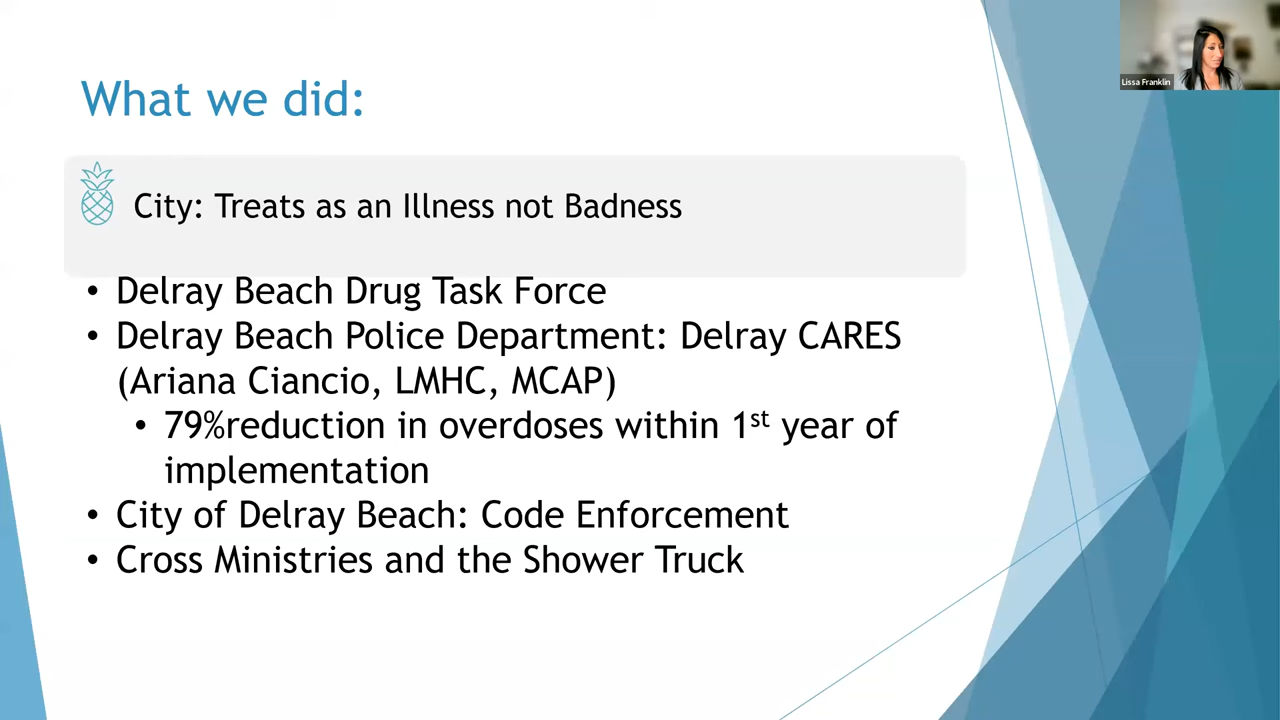 Lissa Franklin
What we did:
City: Treats as an Illness not Badness
• Delray Beach Drug Task Force
• Delray Beach Police Department: Delray CARES
(Ariana Ciancio, LMHC, MCAP)
• 79%reduction in overdoses within 1st year of
implementation
• City of Delray Beach: Code Enforcement
• Cross Ministries and the Shower Truck